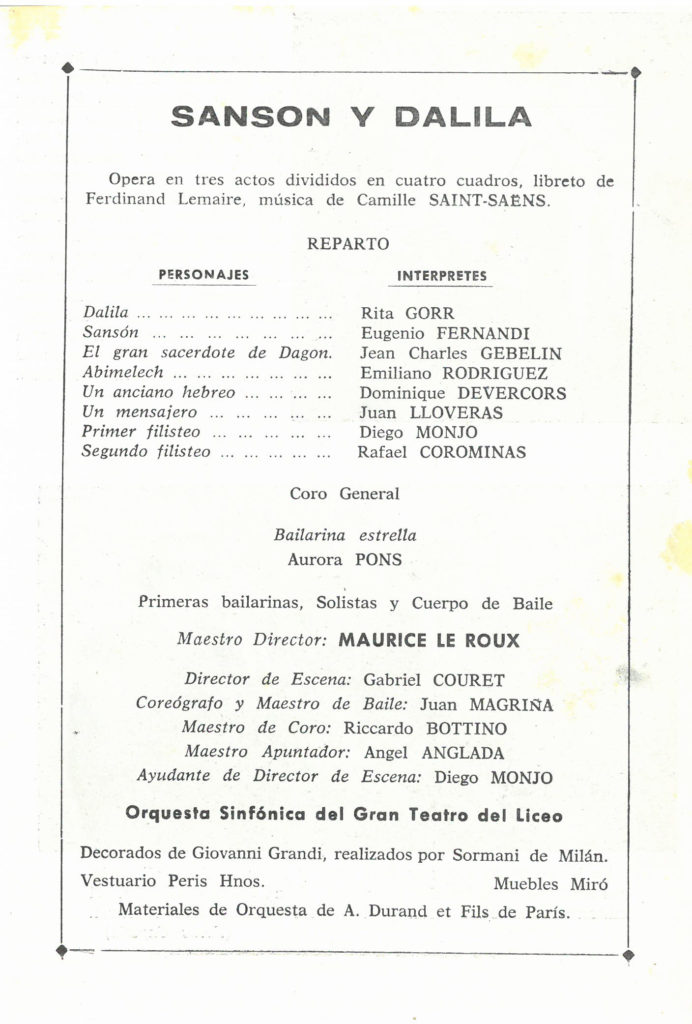 SANSON Y DALILA
Opera en tres actos divididos en cuatro cuadros, libreto de
Ferdinand Lemaire, música de Camille SAINT-SAËNS.
REPARTO
PERSONAJES INTERPRETES
Dalila ... ... ... ... ... ... ... ... ... Rita GORR
Sansón ... ... ... ... ... ... ... Eugenio FERNANDI
El gran sacerdote de Dagon. Jean Charles GEBELIN
Abimelech ... ... ... ... ... ... ... Emiliano RODRIGUEZ
Un anciano hebreo ... ... ... ... Dominique DEVERCORS
Un mensajero ... ... ... ... ... Juan LLOVERAS
Primer filisteo ... ... ... ... ... Diego MONJO
Segundo filisteo ... ... ... ... ... Rafael COROMINAS
Coro General
Bailarina estrella
Aurora PONS
Primeras bailarinas, Solistas y Cuerpo de Baile
Maestro Director: MAURICE LE ROUX
Director de Escena: Gabriel COURET
Coreógrafo y Maestro de Baile: Juan MAGRIÑA
Maestro de Coro: Riccardo BOTTINO
Maestro Apuntador: Angel ANGLADA
Ayudante de Director de Escena: Diego MONJO
Orquesta Sinfónica del Gran Teatro del Liceo
Decorados de Giovanni Grandi, realizados por Sormani de Milán.
Vestuario Peris Hnos. Muebles Miró
Materiales de Orquesta de A. Durand et Fils de París.